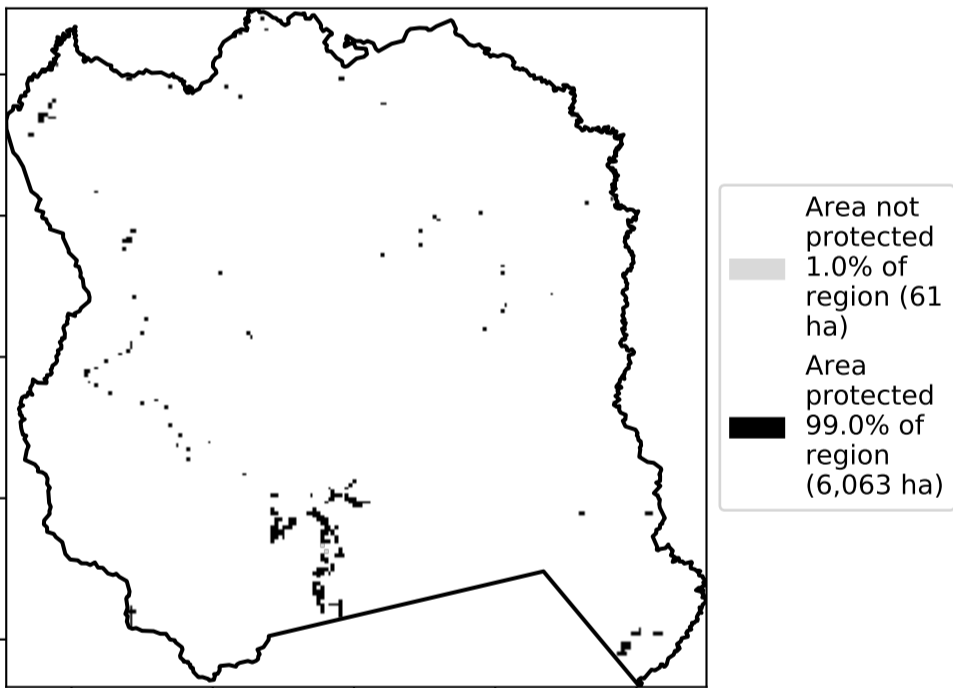 Area not
protected
1.0% of
region (61
ha)
Area
protected
99.0% of
region
(6,063 ha)